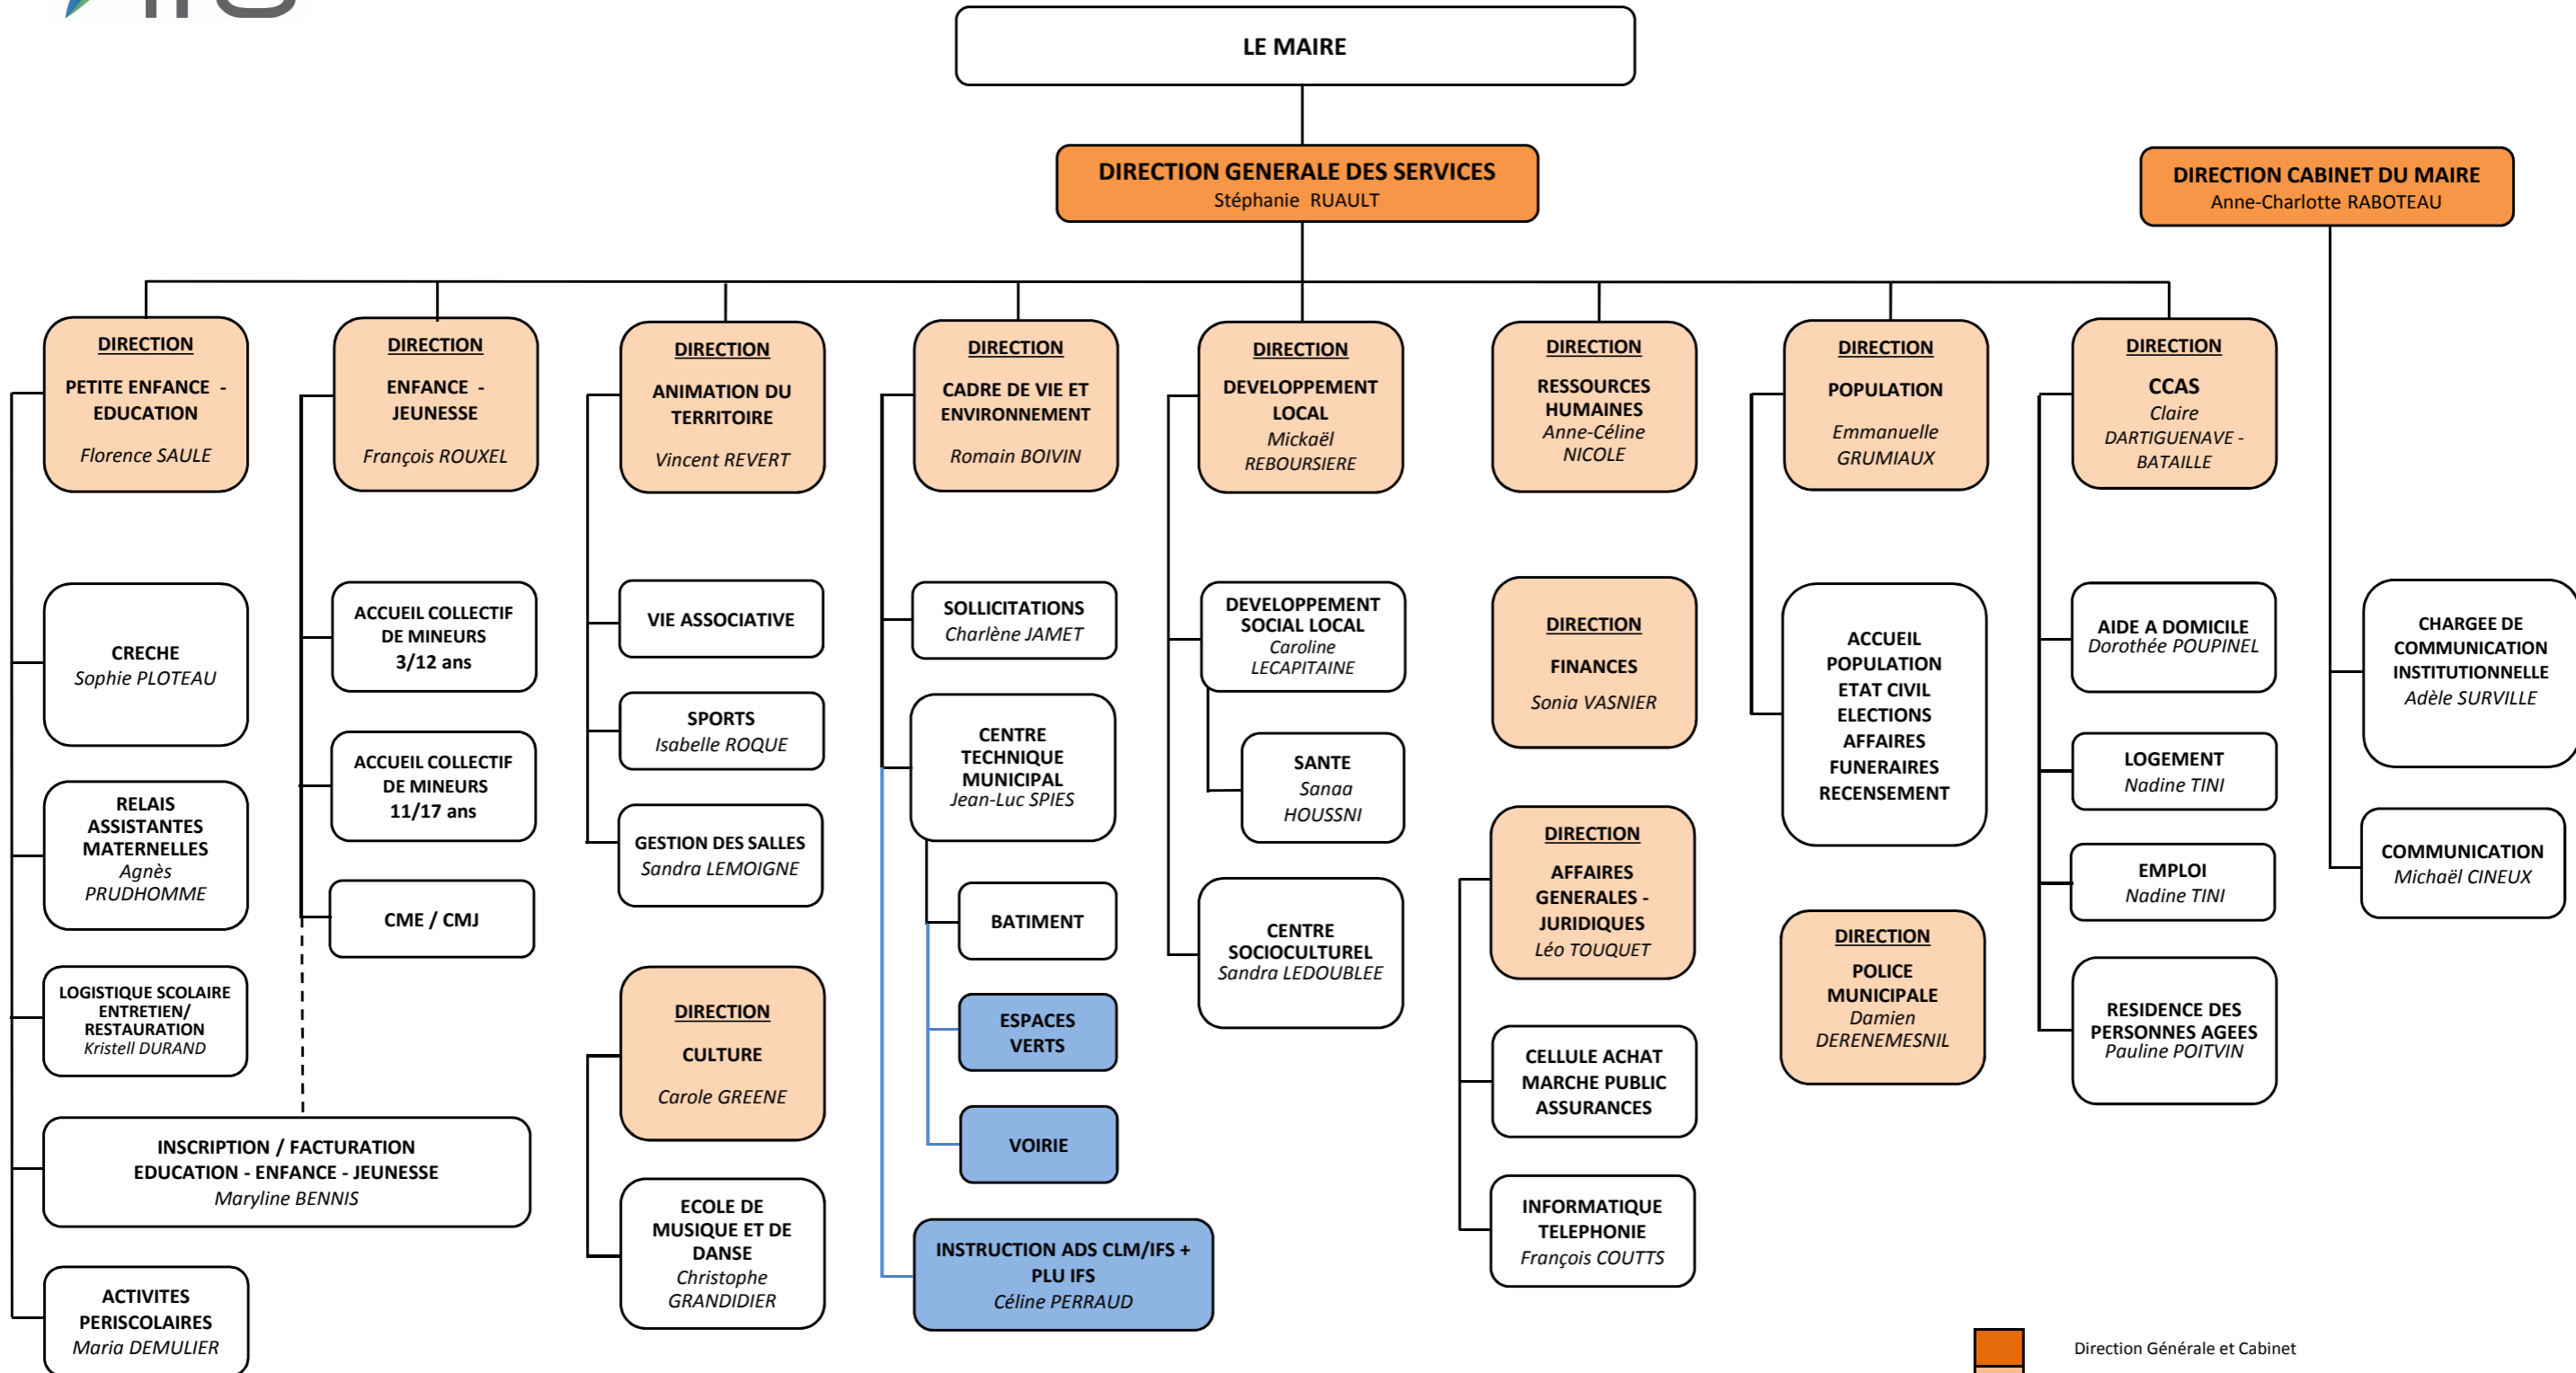 LE MAIRE
DIRECTION GENERALE DES SERVICES
Stéphanie RUAULT
DIRECTION CABINET DU MAIRE
Anne-Charlotte RABOTEAU
DIRECTION
PETITE ENFANCE -
EDUCATION
Florence SAULE
DIRECTION
ENFANCE -
JEUNESSE
François ROUXEL
DIRECTION
ANIMATION DU
TERRITOIRE
Vincent REVERT
DIRECTION
CADRE DE VIE ET
ENVIRONNEMENT
Romain BOIVIN
DIRECTION
DEVELOPPEMENT
LOCAL
Mickaël
REBOURSIERE
DIRECTION
RESSOURCES
HUMAINES
Anne-Céline
NICOLE
DIRECTION
POPULATION
Emmanuelle
GRUMIAUX
DIRECTION
CCAS
Claire
DARTIGUENAVE -
BATAILLE
CRECHE
Sophie PLOTEAU
RELAIS
ASSISTANTES
MATERNELLES
Agnès
PRUDHOMME
LOGISTIQUE SCOLAIRE
ENTRETIEN/
RESTAURATION
Kristell DURAND
INSCRIPTION / FACTURATION
EDUCATION - ENFANCE - JEUNESSE
Maryline BENNIS
ACTIVITES
PERISCOLAIRES
Maria DEMULIER
ACCUEIL COLLECTIF
DE MINEURS
3/12 ans
ACCUEIL COLLECTIF
DE MINEURS
11/17 ans
CME / CMJ
VIE ASSOCIATIVE
SPORTS
Isabelle ROQUE
GESTION DES SALLES
Sandra LEMOIGNE
DIRECTION
CULTURE
Carole GREENE
ECOLE DE
MUSIQUE ET DE
DANSE
Christophe
GRANDIDIER
SOLLICITATIONS
Charlène JAMET
CENTRE
TECHNIQUE
MUNICIPAL
Jean-Luc SPIES
BATIMENT
ESPACES
VERTS
VOIRIE
INSTRUCTION ADS CLM/IFS +
PLU IFS
Céline PERRAUD
DEVELOPPEMENT
SOCIAL LOCAL
Caroline
LECAPITAINE
SANTE
Sanaa
HOUSSNI
CENTRE
SOCIOCULTUREL
Sandra LEDOUBLEE
DIRECTION
FINANCES
Sonia VASNIER
DIRECTION
AFFAIRES
GENERALES -
JURIDIQUES
Léo TOUQUET
CELLULE ACHAT
MARCHE PUBLIC
ASSURANCES
INFORMATIQUE
TELEPHONIE
François COUTTS
ACCUEIL
POPULATION
ETAT CIVIL
ELECTIONS
AFFAIRES
FUNERAIRES
RECENSEMENT
DIRECTION
POLICE
MUNICIPALE
Damien
DERENEMESNIL
AIDE A DOMICILE
Dorothée POUPINEL
LOGEMENT
Nadine TINI
EMPLOI
Nadine TINI
RESIDENCE DES
PERSONNES AGEES
Pauline POITVIN
CHARGEE DE
COMMUNICATION
INSTITUTIONNELLE
Adèle SURVILLE
COMMUNICATION
Michaël CINEUX
Direction Générale et Cabinet